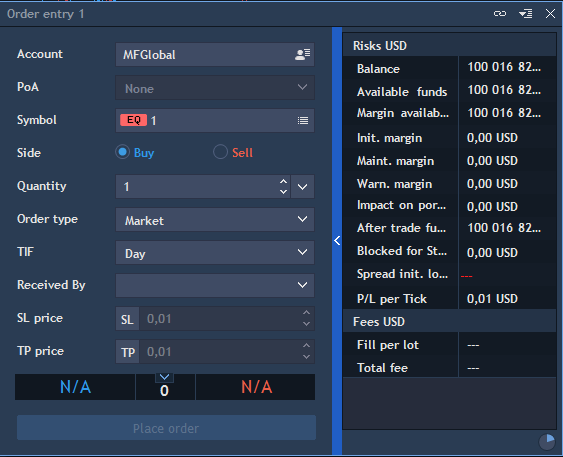 Order entry 1
Account MFGlobal
PoA None
Symbol EQ 1
Side Buy Sell
Quantity 1
Order type Market
TIF Day
Received By
SL price SL 0,01
TP price TP 0,01
N/A 0 N/A
Place order
Risks USD
Balance 100 016 82...
Available funds 100 016 82...
Margin availab... 100 016 82...
Init. margin 0,00 USD
Maint. margin 0,00 USD
Warn. margin 0,00 USD
Impact on por... 0,00 USD
After trade fu... 100 016 82...
Blocked for St... 0,00 USD
Spread init. lo... ---
P/L per Tick 0,01 USD
Fees USD
Fill per lot ---
Total fee ---